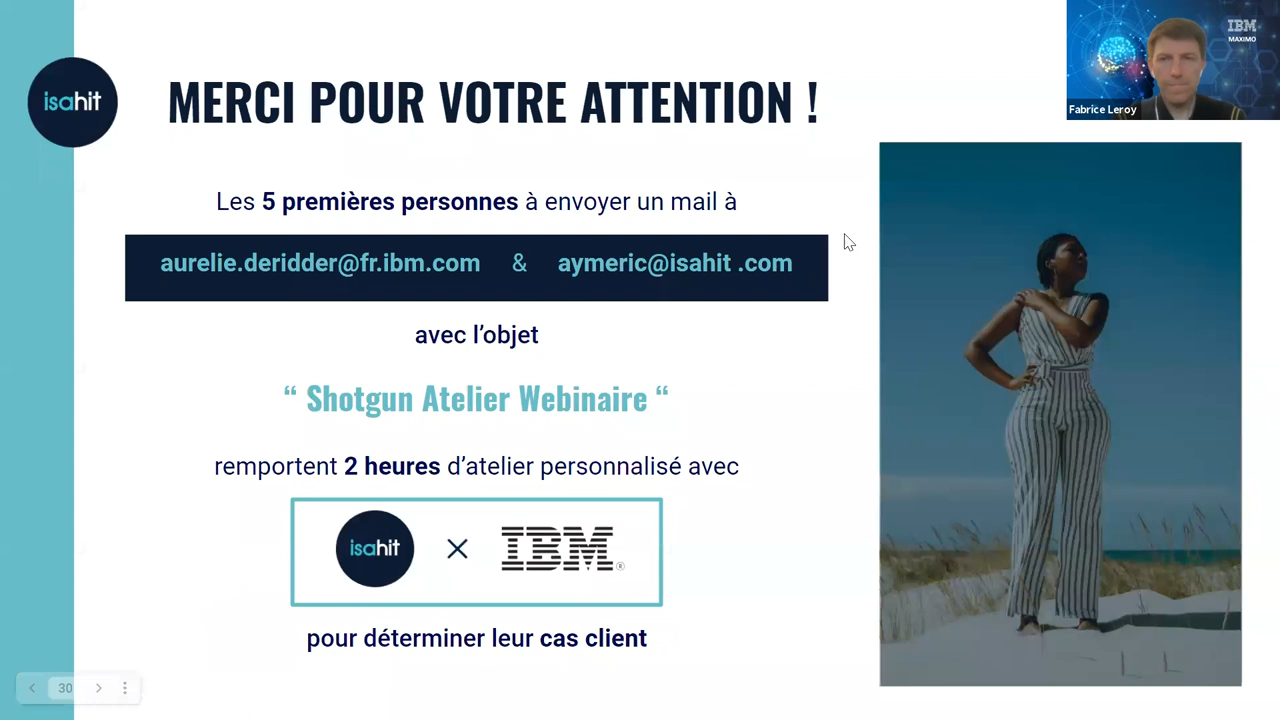 isahit
MERCI POUR VOTRE ATTENTION !
IBM
MAXIMO
Fabrice Leroy
Les 5 premières personnes à envoyer un mail à
aurelie.deridder@fr.ibm.com & aymeric@isahit .com
avec l’objet
“ Shotgun Atelier Webinaire “
remportent 2 heures d’atelier personnalisé avec
isahit × IBM®
pour déterminer leur cas client
30